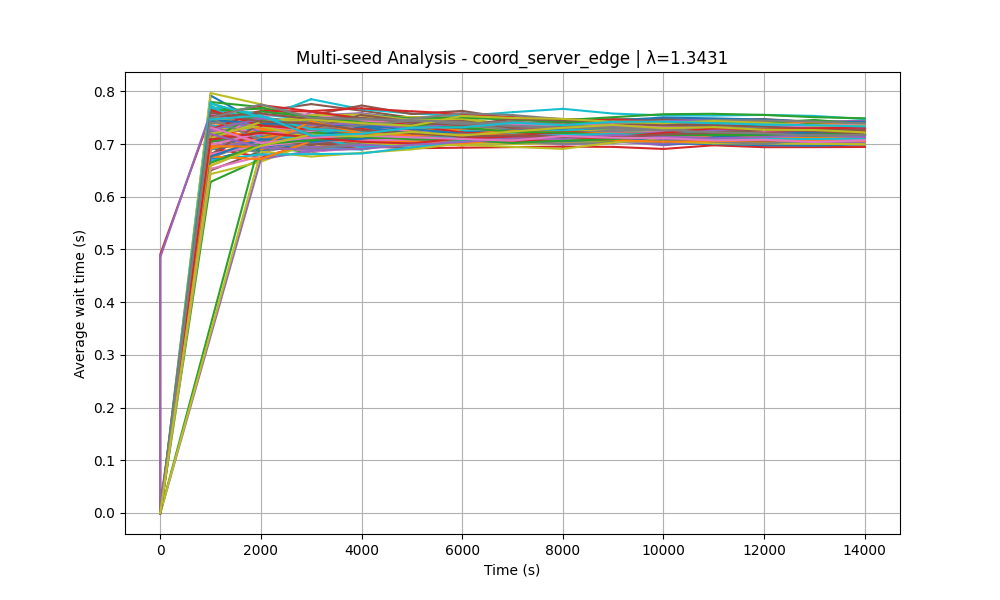 Multi-seed Analysis - coord_server_edge | λ=1.3431
0.8
0.7
0.6
0.5
0.4
0.3
0.2
0.1
0.0
Average wait time (s)
0 2000 4000 6000 8000 10000 12000 14000
Time (s)